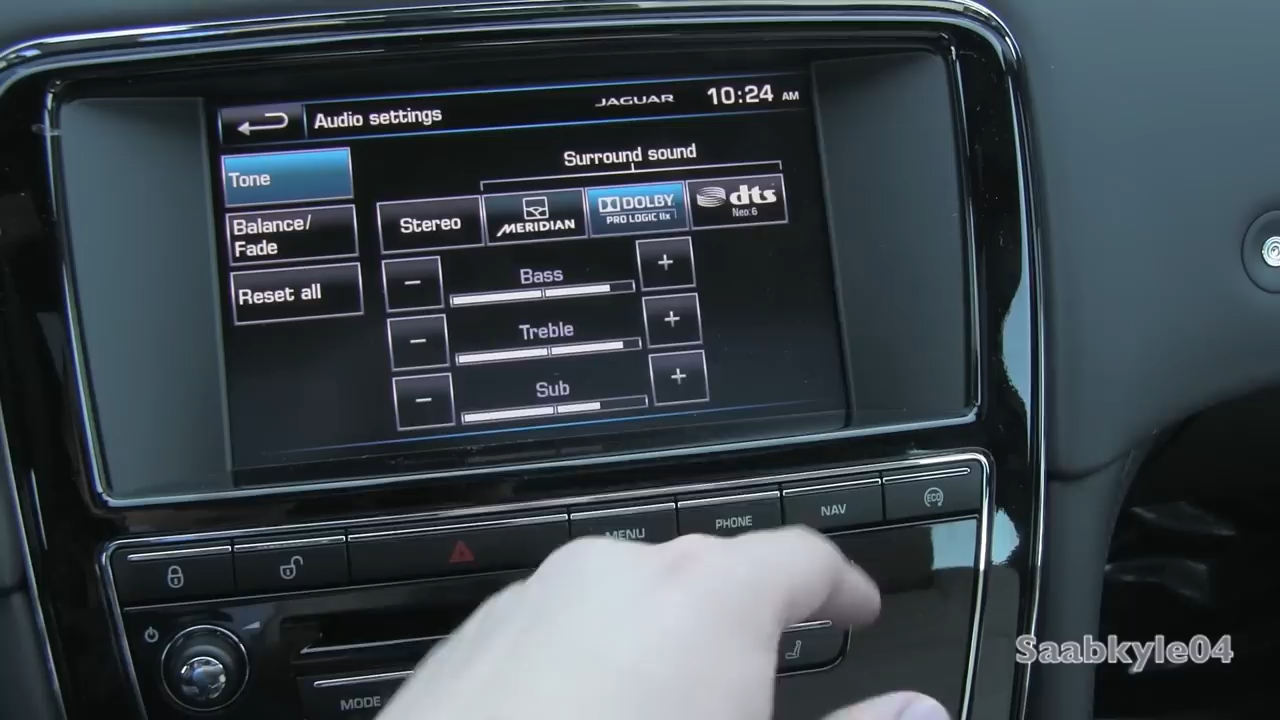 Audio settings
JAGUAR
10:24 AM
Tone
Balance/
Fade
Reset all
Surround sound
Stereo
MERIDIAN
DOLBY
PRO LOGIC IIx
dts
Neo:6
−
Bass
+
−
Treble
+
−
Sub
+
MENU
PHONE
NAV
ECO
MODE
Saabkyle04